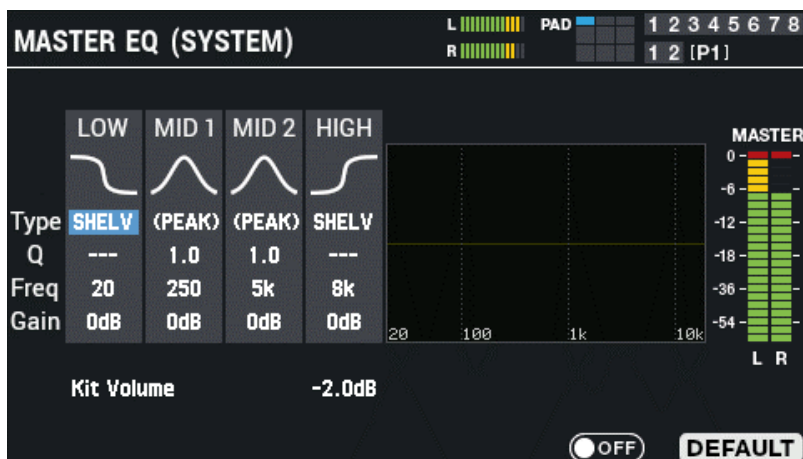 MASTER EQ (SYSTEM)
L
R
PAD
1 2 3 4 5 6 7 8
1 2 [P1]
LOW MID 1 MID 2 HIGH
Type SHELV (PEAK) (PEAK) SHELV
Q --- 1.0 1.0 ---
Freq 20 250 5k 8k
Gain 0dB 0dB 0dB 0dB
20 100 1k 10k
MASTER
0
-6
-12
-18
-36
-54
L R
Kit Volume -2.0dB
OFF DEFAULT